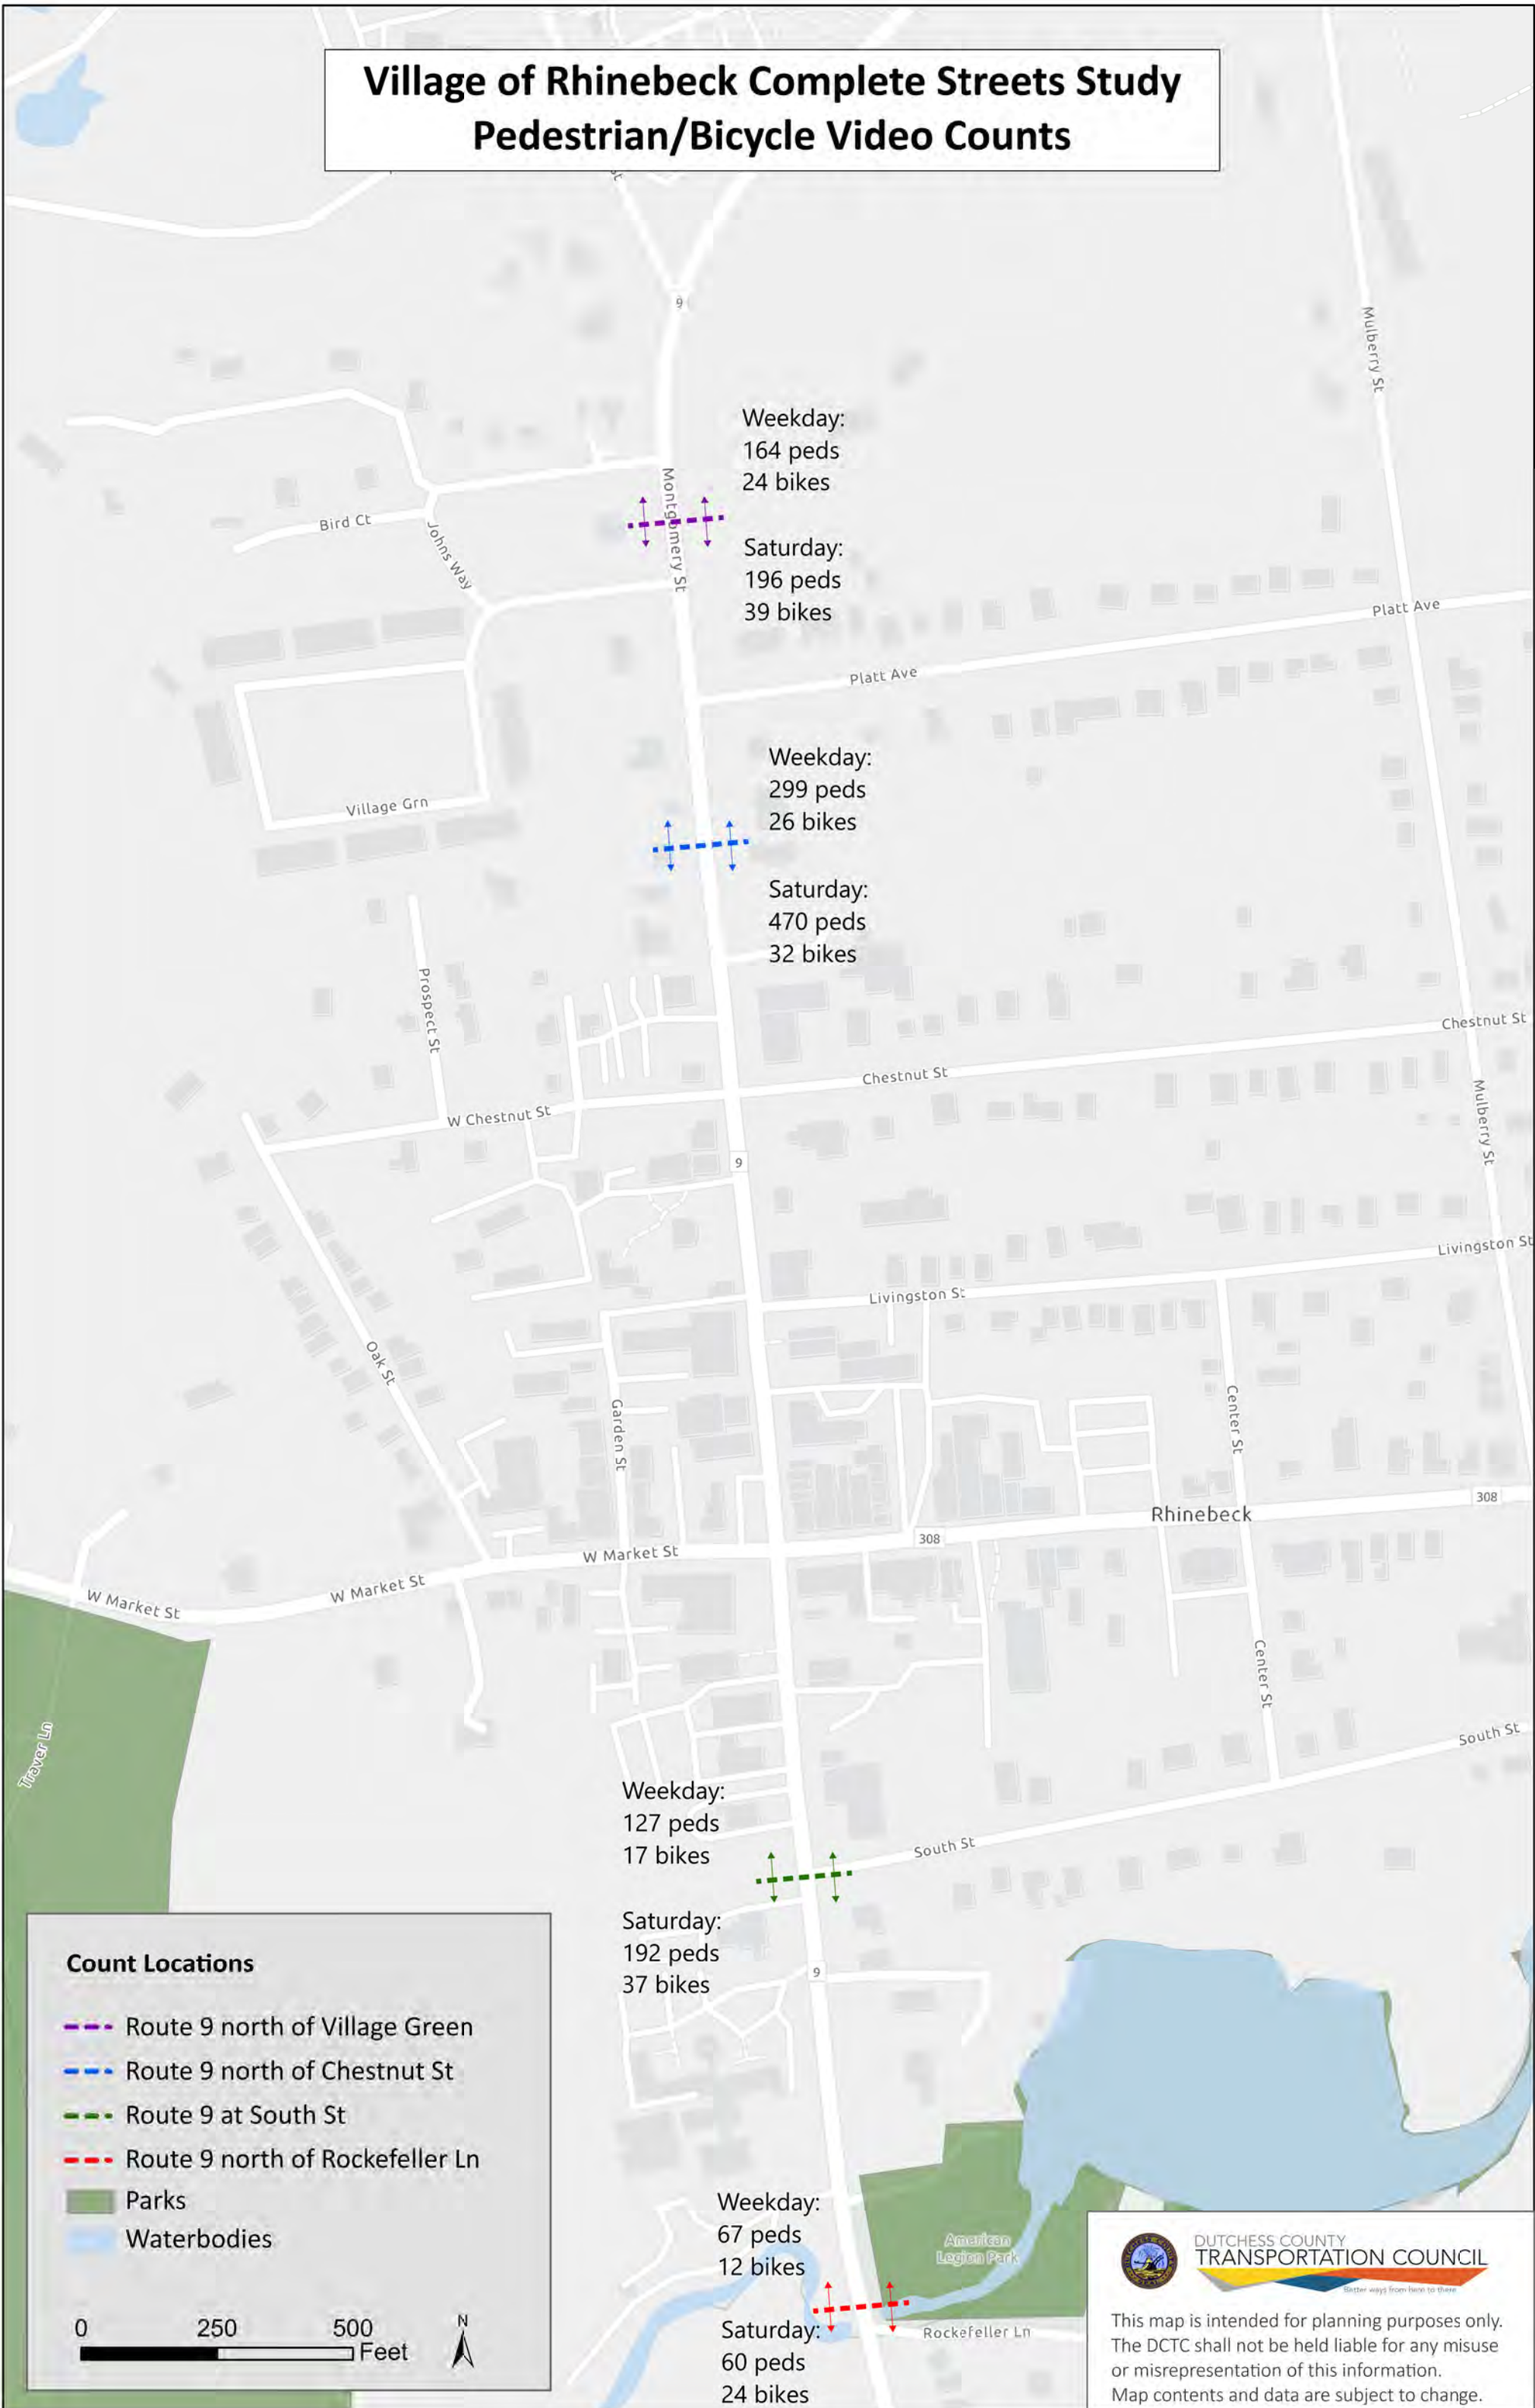 Village of Rhinebeck Complete Streets Study
Pedestrian/Bicycle Video Counts
St
9
Mulberry St
Weekday:
164 peds
24 bikes
Montgomery St
Bird Ct
Johns Way
Saturday:
196 peds
39 bikes
Platt Ave
Platt Ave
Weekday:
299 peds
26 bikes
Village Grn
Saturday:
470 peds
32 bikes
Prospect St
Chestnut St
Chestnut St
W Chestnut St
Mulberry St
9
Livingston St
Livingston St
Oak St
Garden St
Center St
308
Rhinebeck
308
W Market St
W Market St
W Market St
Center St
Traver Ln
South St
Weekday:
127 peds
17 bikes
South St
Saturday:
192 peds
37 bikes
9
Count Locations
Route 9 north of Village Green
Route 9 north of Chestnut St
Route 9 at South St
Route 9 north of Rockefeller Ln
Parks
Waterbodies
0 250 500
Feet
N
Weekday:
67 peds
12 bikes
American
Legion Park
Saturday:
60 peds
24 bikes
Rockefeller Ln
DUTCHESS COUNTY
TRANSPORTATION COUNCIL
Better ways from here to there
This map is intended for planning purposes only.
The DCTC shall not be held liable for any misuse
or misrepresentation of this information.
Map contents and data are subject to change.